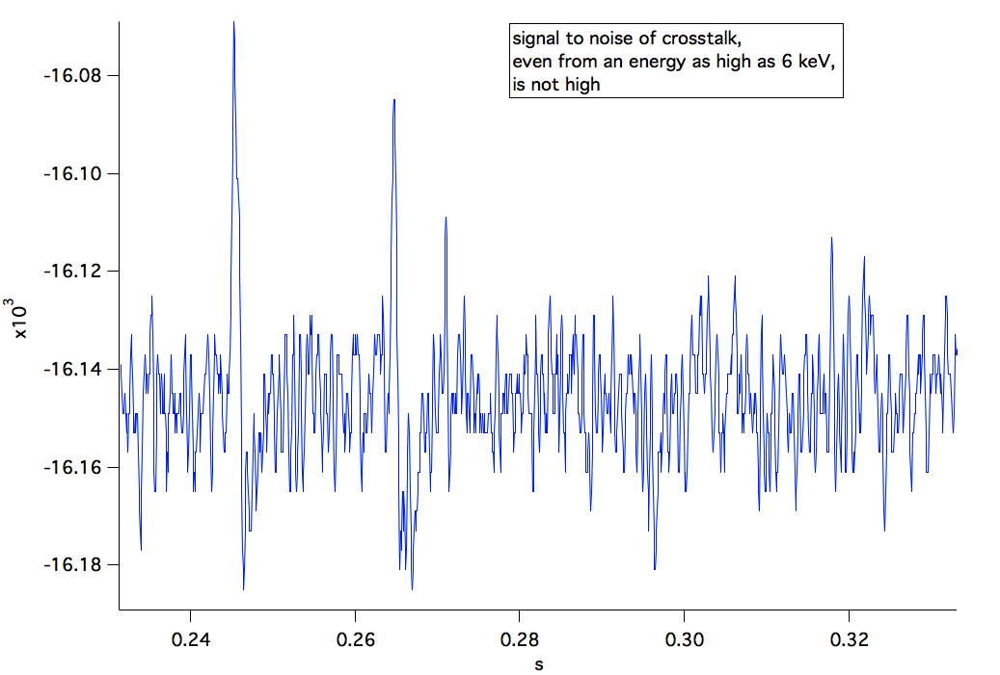 signal to noise of crosstalk,
even from an energy as high as 6 keV,
is not high
-16.08
-16.10
-16.12
-16.14
-16.16
-16.18
x10³
0.24 0.26 0.28 0.30 0.32
s